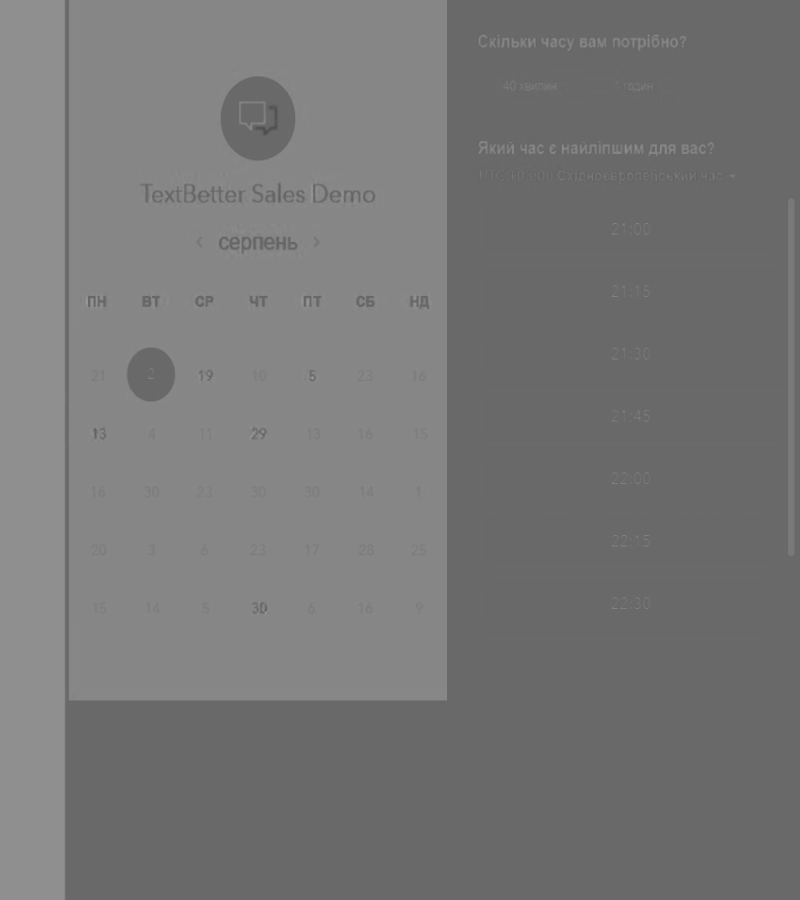 TextBetter Sales Demo
‹ серпень ›
ПН ВТ СР ЧТ ПТ СБ НД
21 2 19 10 5 23 16
13 4 11 29 13 16 15
16 30 23 30 30 14 1
20 3 6 23 17 28 25
15 14 5 30 6 16 9
Скільки часу вам потрібно?
40 хвилин годин
Який час є найліпшим для вас?
Східноєвропейський час
21:00
21:15
21:30
21:45
22:00
22:15
22:30